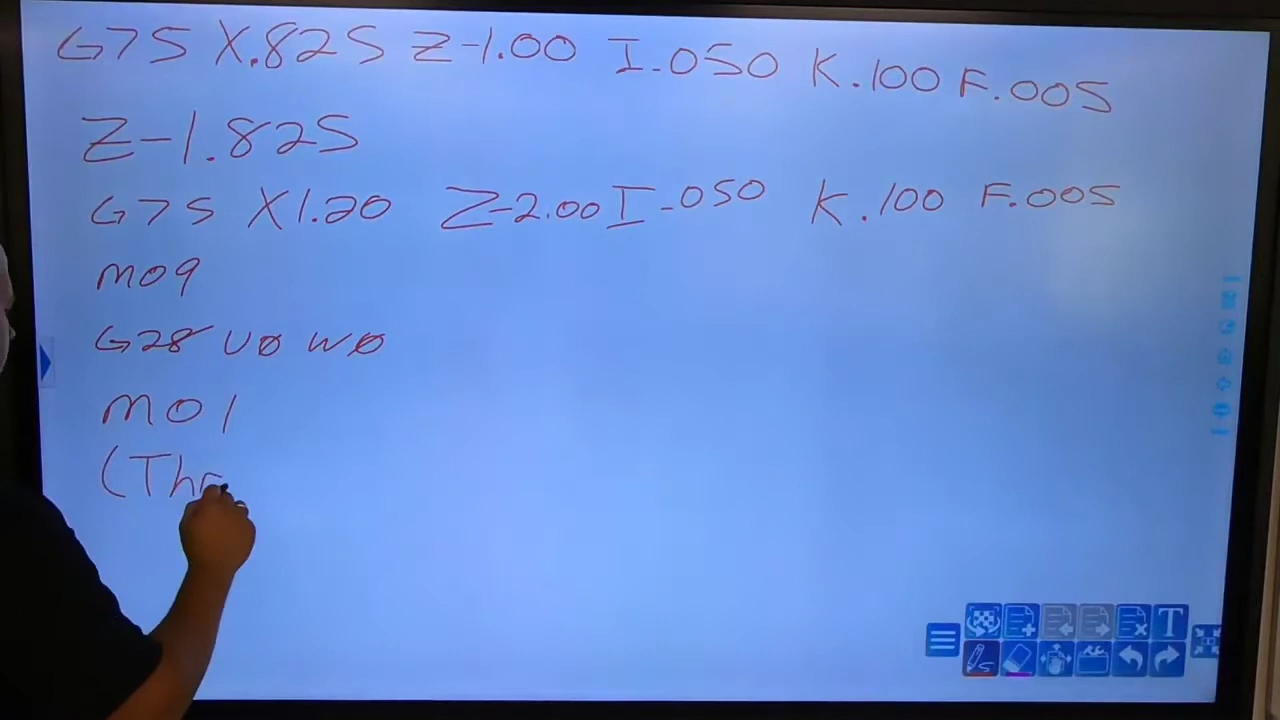 G75 X.825 Z-1.00 I.050 K.100 F.005
Z-1.825
G75 X1.20 Z-2.00 I.050 K.100 F.005
M09
G28 U0 W0
M01
(Thr
T